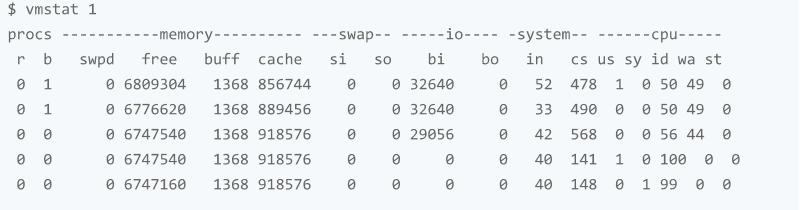 $ vmstat 1
procs -----------memory---------- ---swap-- -----io---- -system-- ------cpu-----
 r  b   swpd   free   buff  cache   si   so    bi    bo   in   cs us sy id wa st
 0  1      0 6809304   1368 856744    0    0 32640     0   52  478  1  0 50 49  0
 0  1      0 6776620   1368 889456    0    0 32640     0   33  490  0  0 50 49  0
 0  0      0 6747540   1368 918576    0    0 29056     0   42  568  0  0 56 44  0
 0  0      0 6747540   1368 918576    0    0     0     0   40  141  1  0 100  0  0
 0  0      0 6747160   1368 918576    0    0     0     0   40  148  0  1 99  0  0